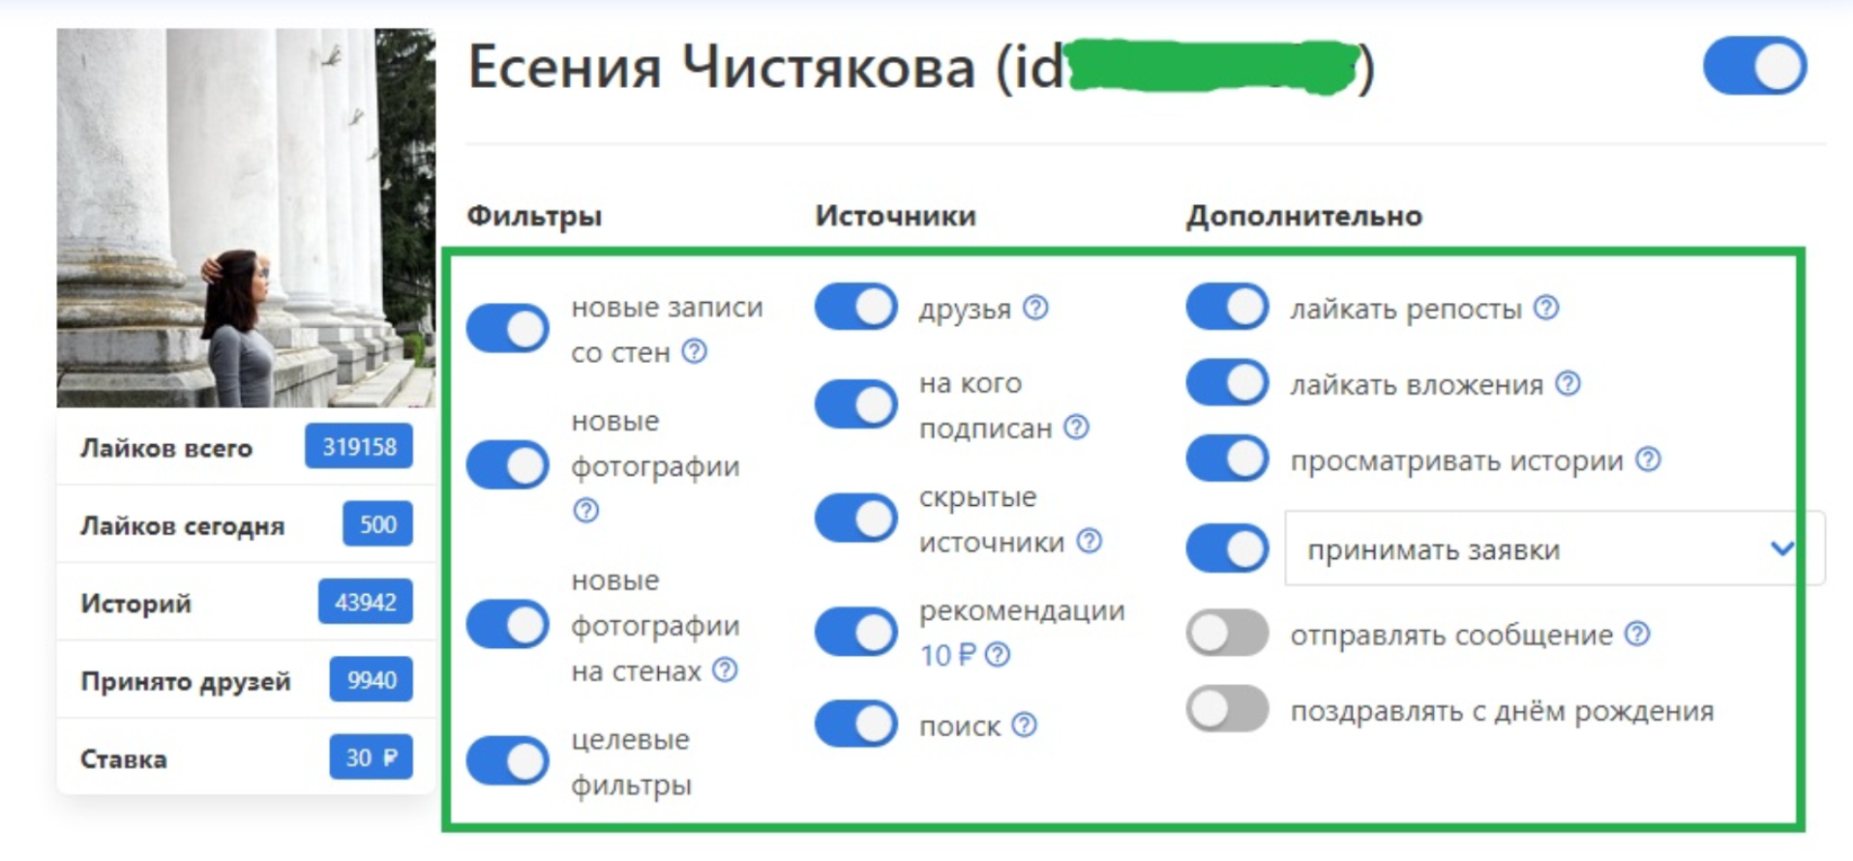 Есения Чистякова (id )
Лайков всего 319158
Лайков сегодня 500
Историй 43942
Принято друзей 9940
Ставка 30 ₽
Фильтры
новые записи
со стен ?
новые
фотографии
?
новые
фотографии
на стенах ?
целевые
фильтры
Источники
друзья ?
на кого
подписан ?
скрытые
источники ?
рекомендации
10 ₽ ?
поиск ?
Дополнительно
лайкать репосты ?
лайкать вложения ?
просматривать истории ?
принимать заявки
отправлять сообщение ?
поздравлять с днём рождения